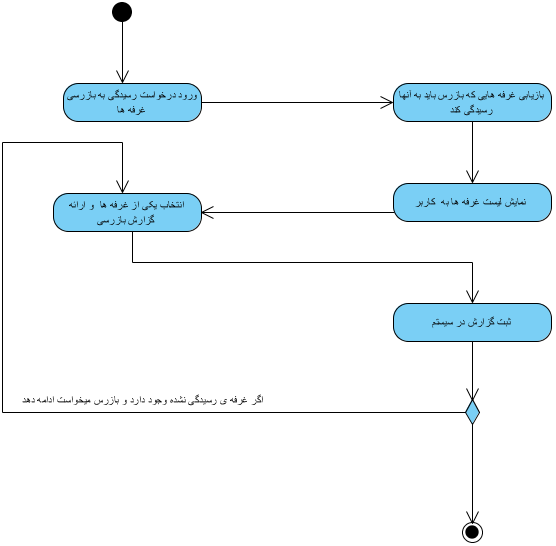 ورود درخواست رسیدگی به بازرسی
غرفه ها
بازیابی غرفه هایی که بازرس باید به آنها
رسیدگی کند
نمایش لیست غرفه ها به کاربر
انتخاب یکی از غرفه ها و ارائه
گزارش بازرسی
ثبت گزارش در سیستم
اگر غرفه ی رسیدگی نشده وجود دارد و بازرس میخواست ادامه دهد